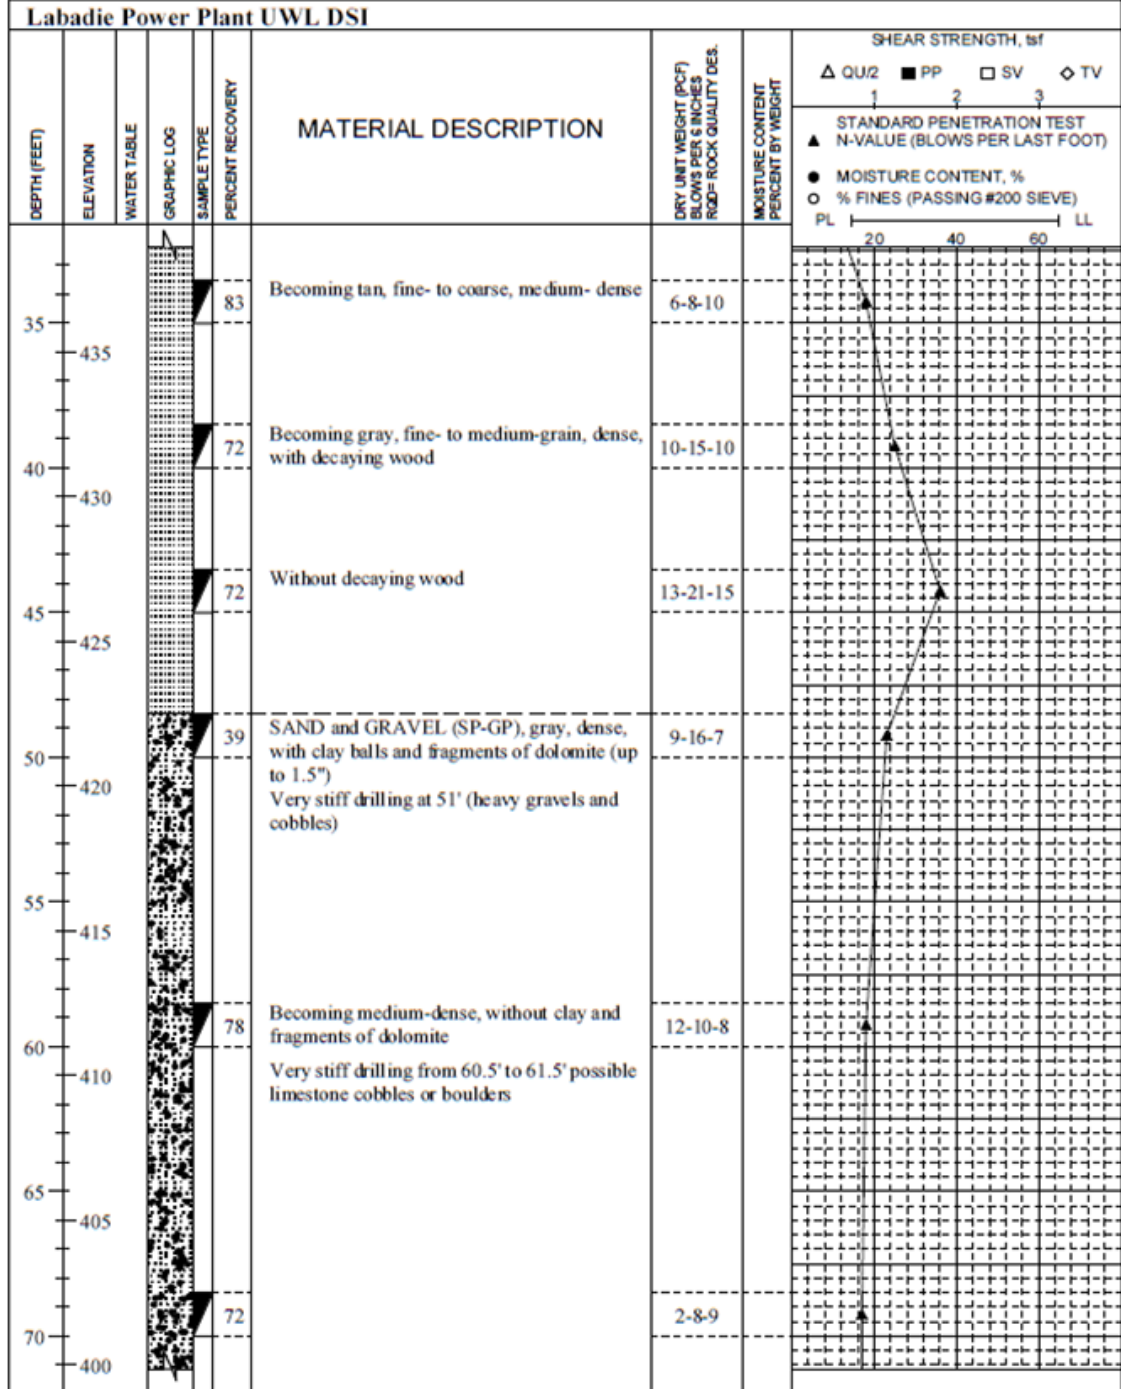 Labadie Power Plant UWL DSI
DEPTH (FEET)
ELEVATION
WATER TABLE
GRAPHIC LOG
SAMPLE TYPE
PERCENT RECOVERY
MATERIAL DESCRIPTION
DRY UNIT WEIGHT (PCF)
BLOWS PER 6 INCHES
RQD= ROCK QUALITY DES.
MOISTURE CONTENT
PERCENT BY WEIGHT
SHEAR STRENGTH, tsf
△ QU/2 ■ PP □ SV ◇ TV
1 2 3
STANDARD PENETRATION TEST
▲ N-VALUE (BLOWS PER LAST FOOT)
● MOISTURE CONTENT, %
○ % FINES (PASSING #200 SIEVE)
PL LL
20 40 60
83 Becoming tan, fine- to coarse, medium- dense 6-8-10
35
435
72 Becoming gray, fine- to medium-grain, dense, 10-15-10
with decaying wood
40
430
72 Without decaying wood 13-21-15
45
425
39 SAND and GRAVEL (SP-GP), gray, dense, 9-16-7
with clay balls and fragments of dolomite (up
to 1.5")
50
420
Very stiff drilling at 51' (heavy gravels and
cobbles)
55
415
78 Becoming medium-dense, without clay and 12-10-8
fragments of dolomite
60
Very stiff drilling from 60.5' to 61.5' possible
410
limestone cobbles or boulders
65
405
72 2-8-9
70
400